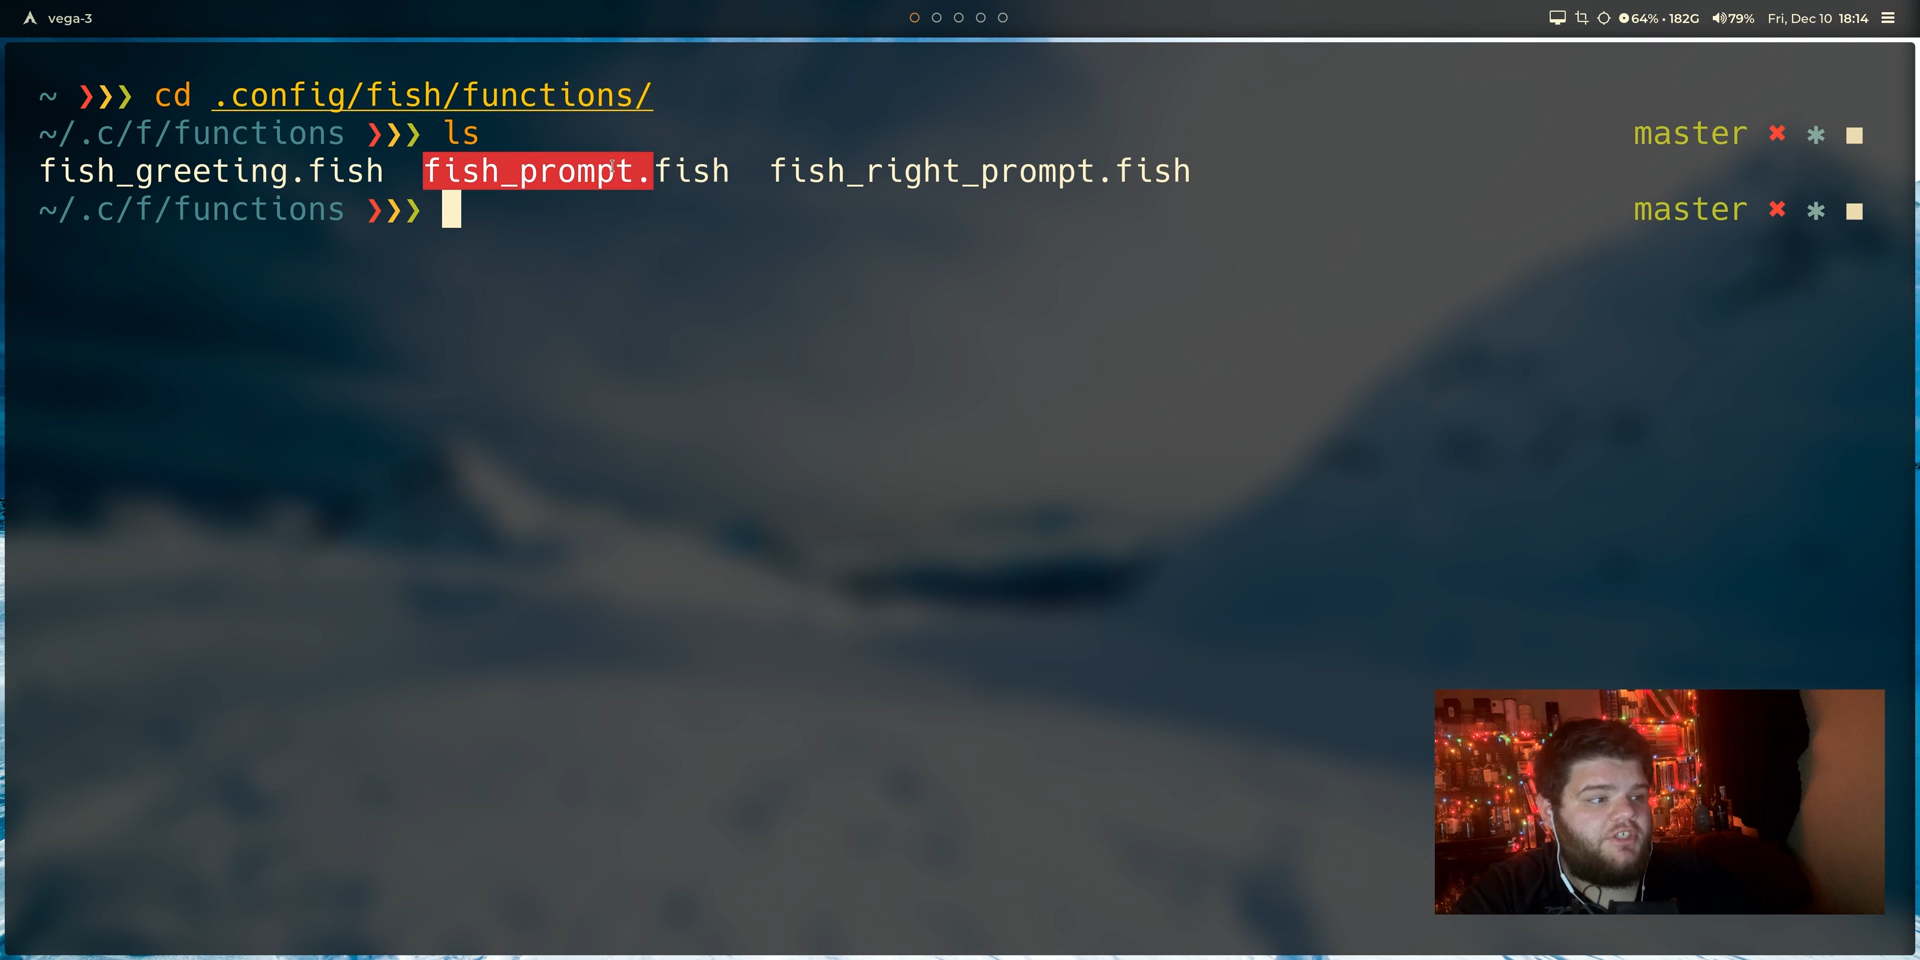 vega-3
64% • 182G 79% Fri, Dec 10 18:14
~ ❯❯❯ cd .config/fish/functions/
~/.c/f/functions ❯❯❯ ls master ✖ ✱ ■
fish_greeting.fish fish_prompt.fish fish_right_prompt.fish
~/.c/f/functions ❯❯❯ master ✖ ✱ ■